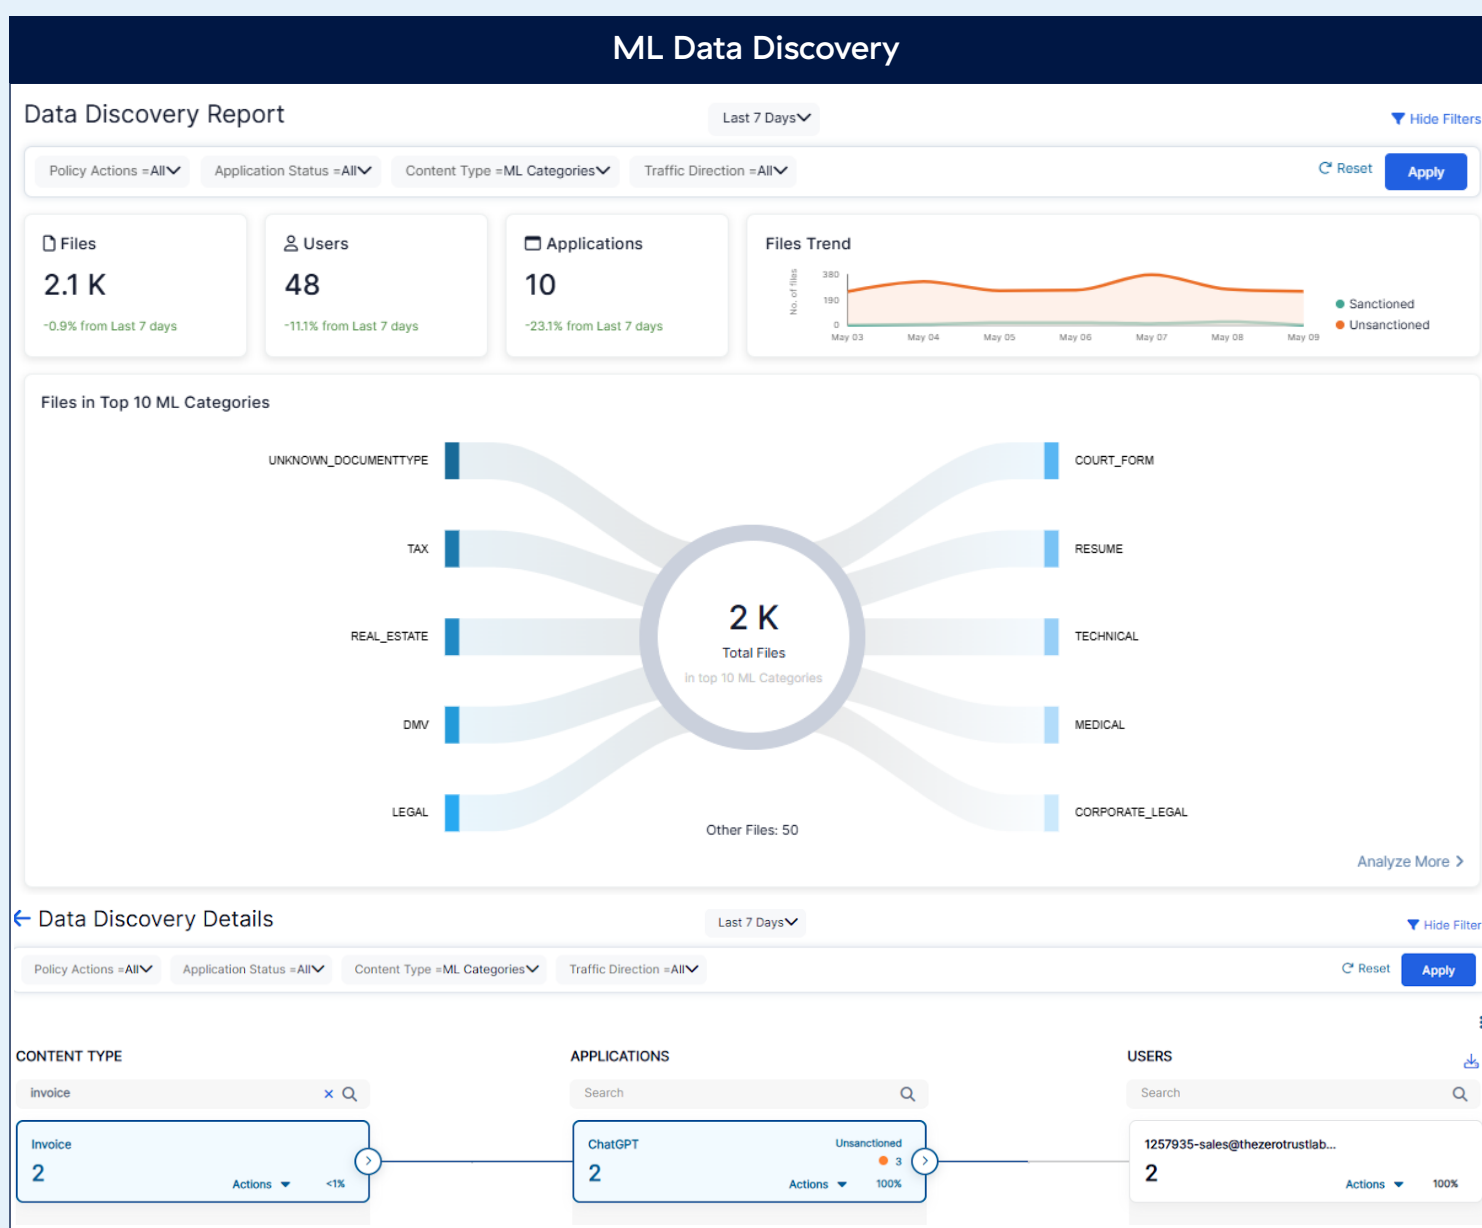 ML Data Discovery
Data Discovery Report
Last 7 Days
Hide Filters
Policy Actions =All
Application Status =All
Content Type =ML Categories
Traffic Direction =All
Reset
Apply
Files
2.1 K
-0.9% from Last 7 days
Users
48
-11.1% from Last 7 days
Applications
10
-23.1% from Last 7 days
Files Trend
No. of files
380
190
0
May 03
May 04
May 05
May 06
May 07
May 08
May 09
Sanctioned
Unsanctioned
Files in Top 10 ML Categories
UNKNOWN_DOCUMENTTYPE
TAX
REAL_ESTATE
DMV
LEGAL
2 K
Total Files
in top 10 ML Categories
COURT_FORM
RESUME
TECHNICAL
MEDICAL
CORPORATE_LEGAL
Other Files: 50
Analyze More
Data Discovery Details
Last 7 Days
Hide Filter
Policy Actions =All
Application Status =All
Content Type =ML Categories
Traffic Direction =All
Reset
Apply
CONTENT TYPE
invoice
Invoice
2
Actions
<1%
APPLICATIONS
Search
ChatGPT
Unsanctioned
3
2
Actions
100%
USERS
Search
1257935-sales@thezerotrustlab...
2
Actions
100%